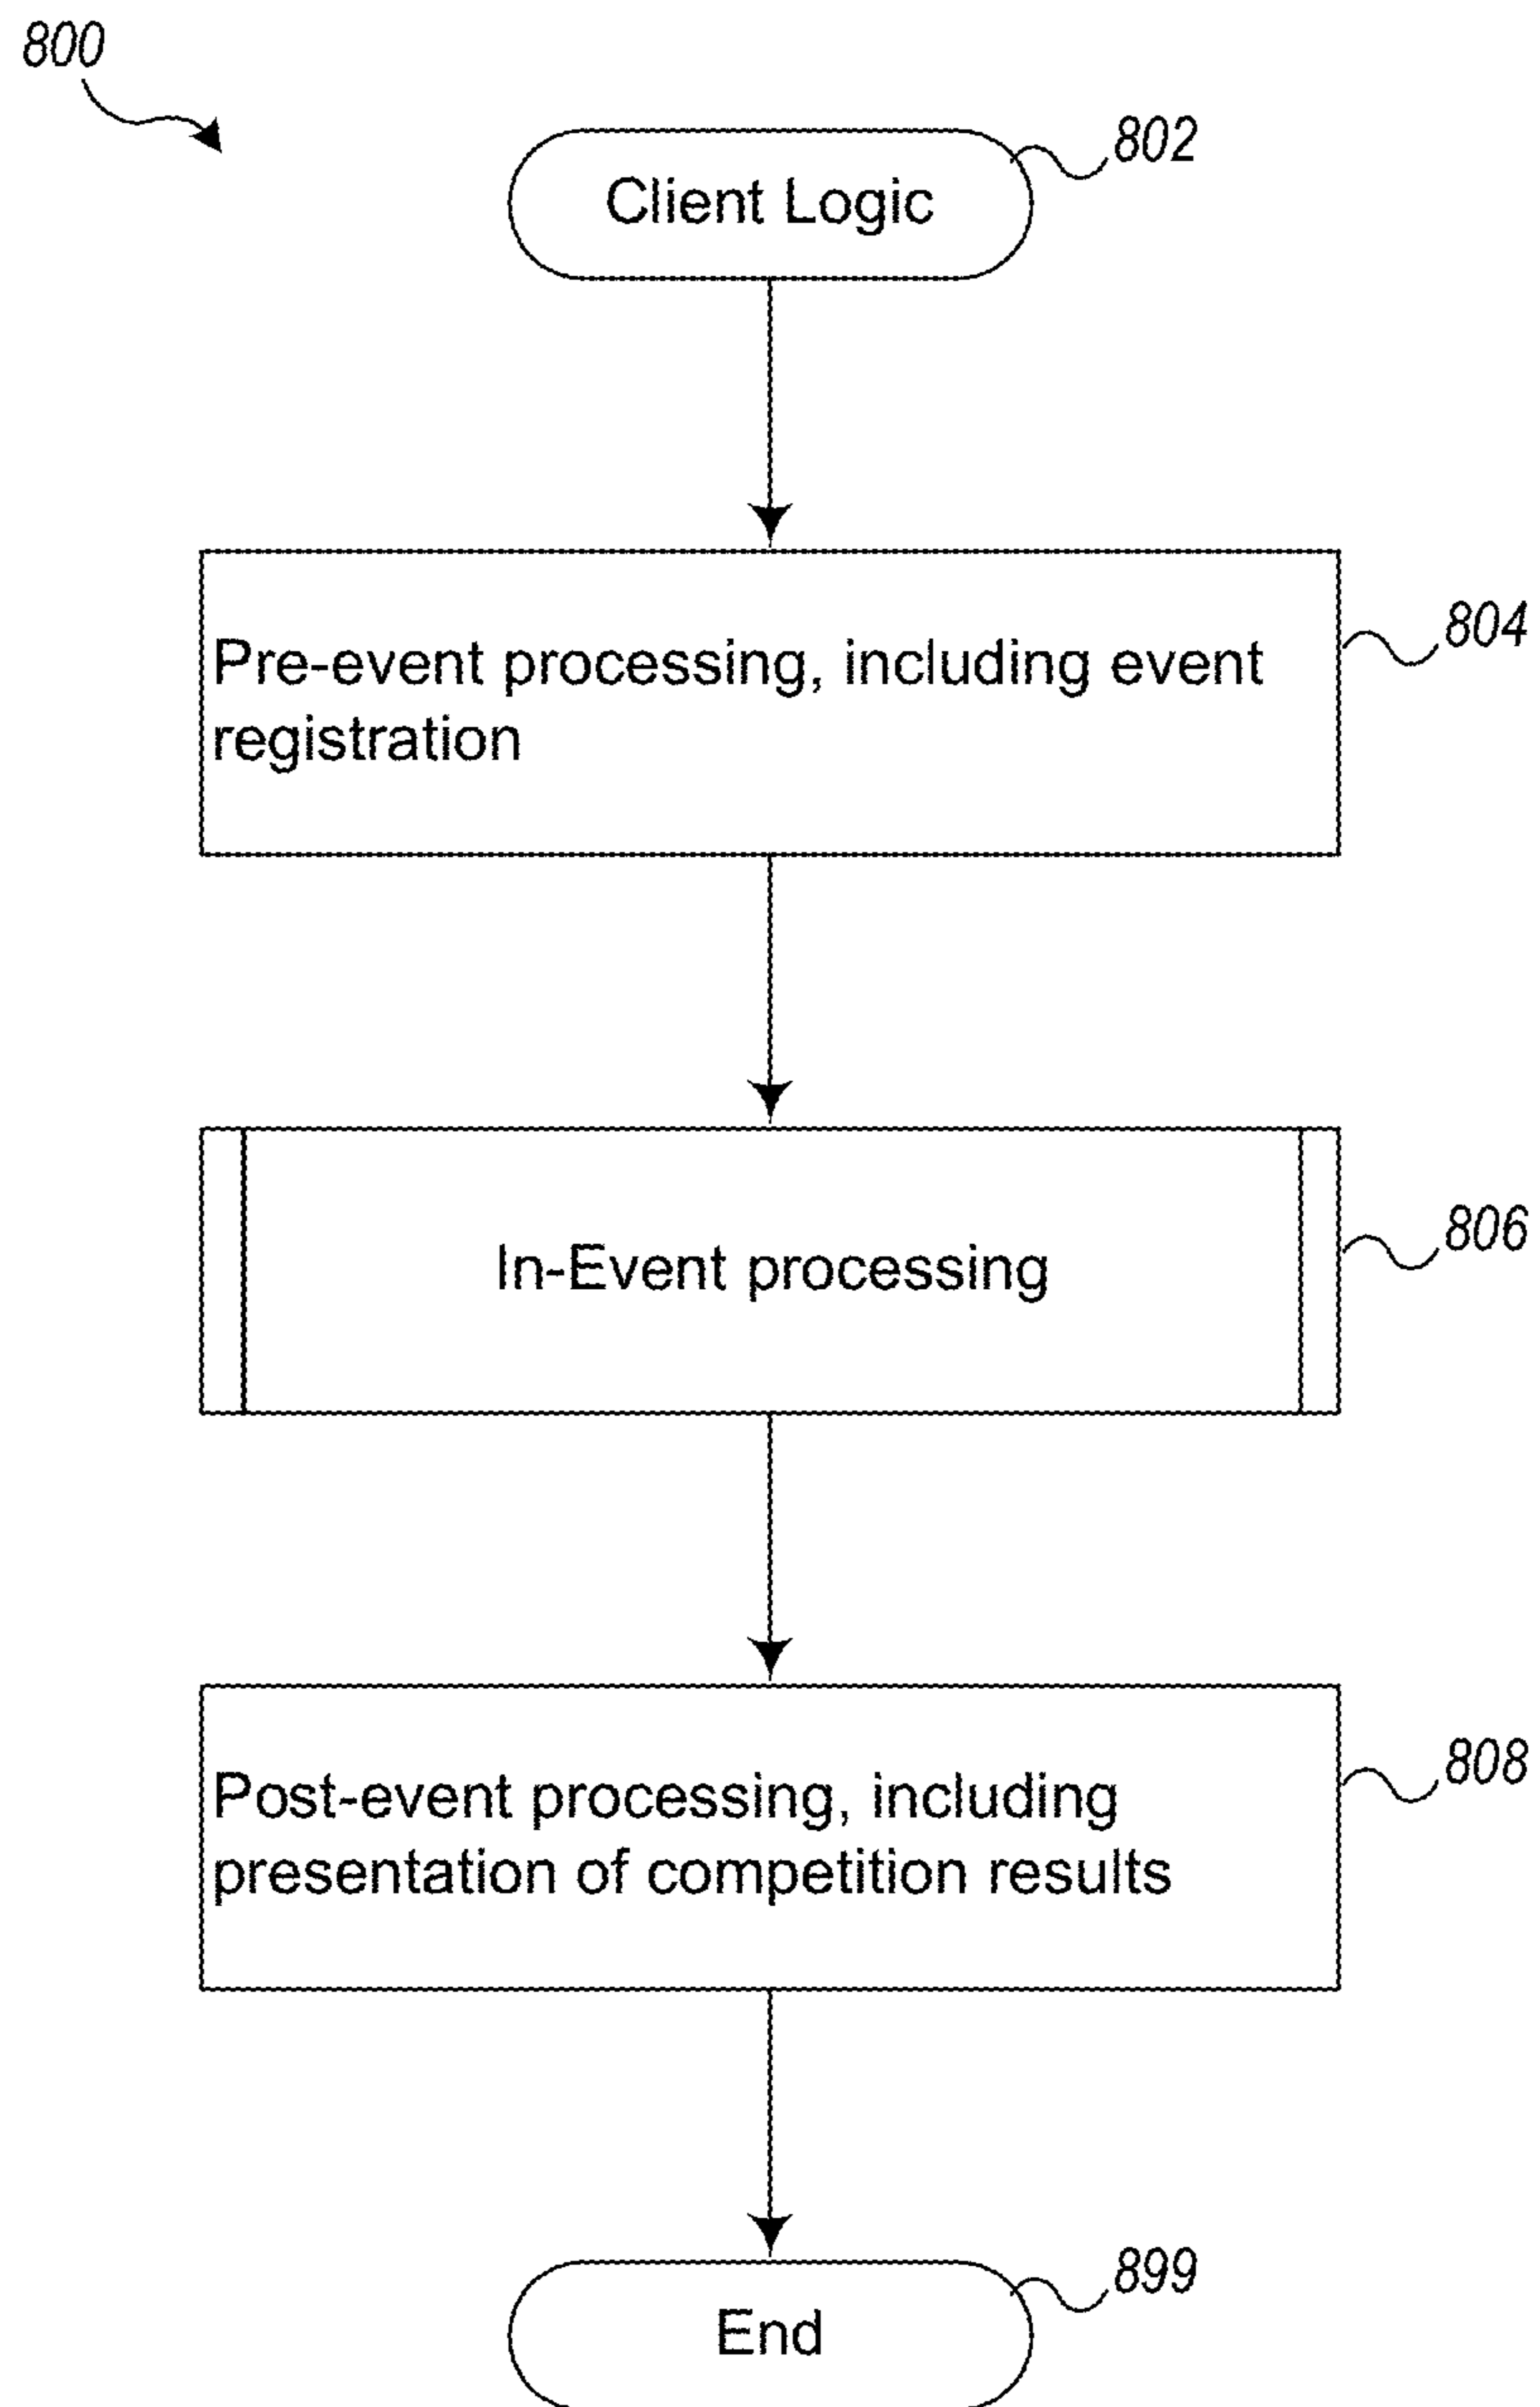 800
802
Client Logic
804
Pre-event processing, including event
registration
806
In-Event processing
808
Post-event processing, including
presentation of competition results
899
End